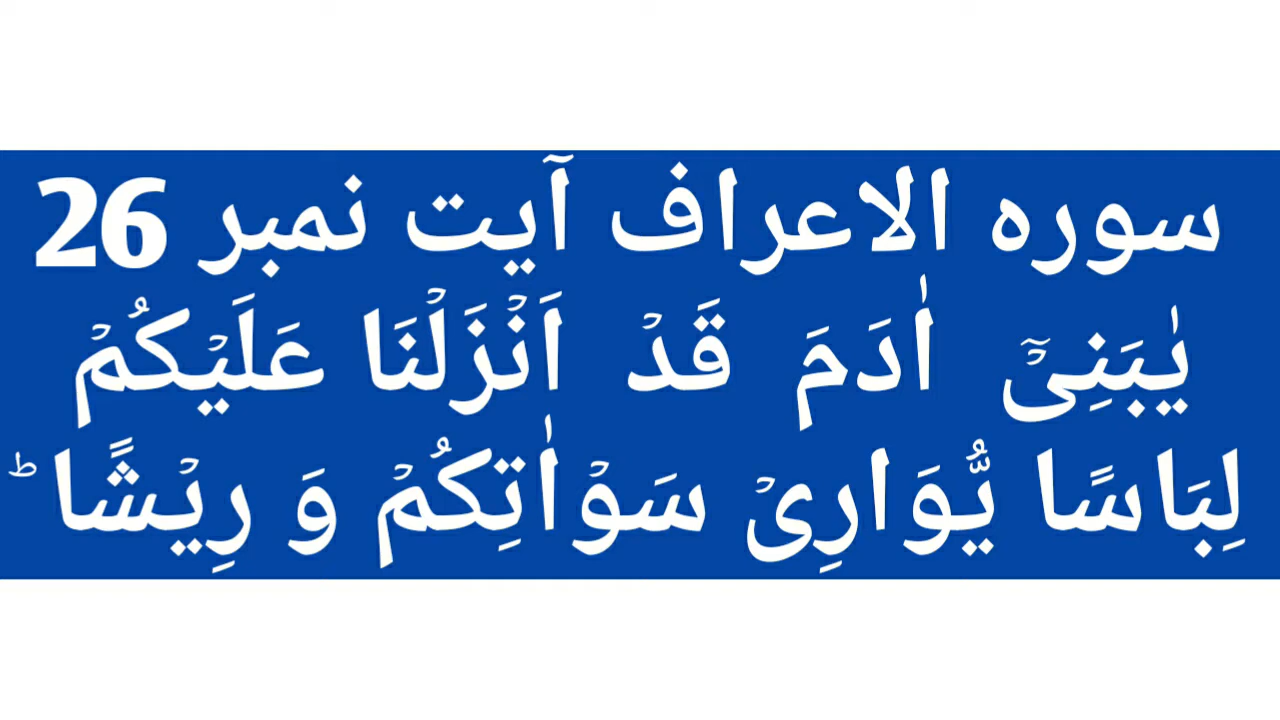 سورہ الاعراف آیت نمبر 26
یٰبَنِیْۤ اٰدَمَ قَدْ اَنْزَلْنَا عَلَیْكُمْ
لِبَاسًا یُّوَارِیْ سَوْاٰتِكُمْ وَ رِیْشًا ؕ